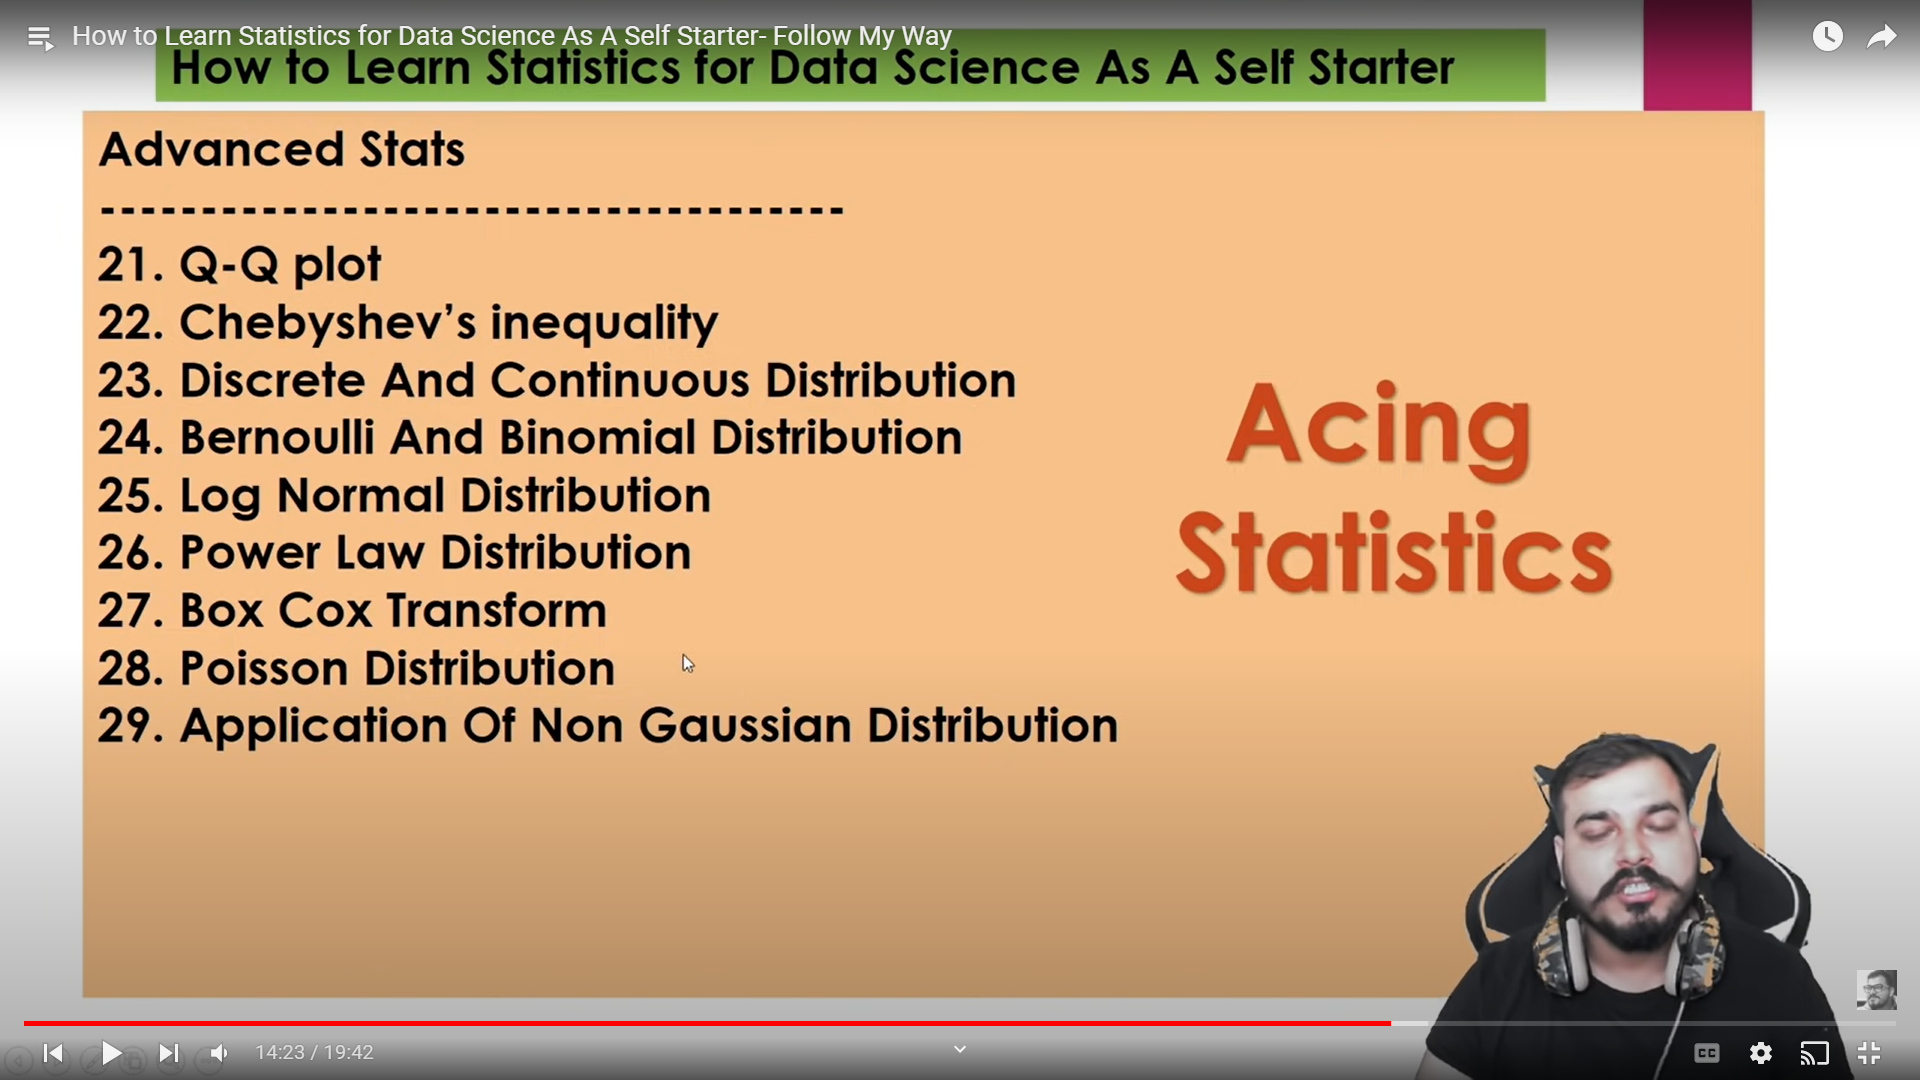 How to Learn Statistics for Data Science As A Self Starter- Follow My Way
How to Learn Statistics for Data Science As A Self Starter
Advanced Stats
-------------------------------------
21. Q-Q plot
22. Chebyshev’s inequality
23. Discrete And Continuous Distribution
24. Bernoulli And Binomial Distribution
25. Log Normal Distribution
26. Power Law Distribution
27. Box Cox Transform
28. Poisson Distribution
29. Application Of Non Gaussian Distribution
Acing
Statistics
14:23 / 19:42
CC